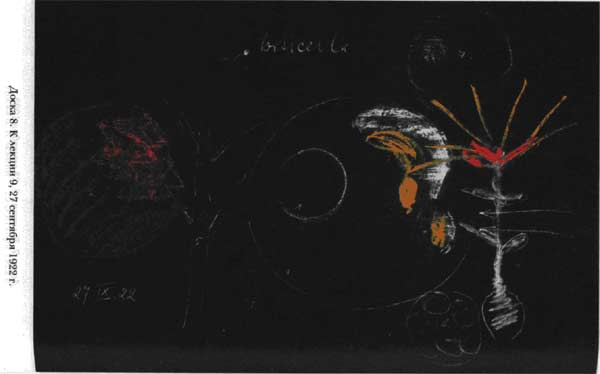 27 IX. 22
Доска 8. К лекции 9, 27 сентября 1922 г.